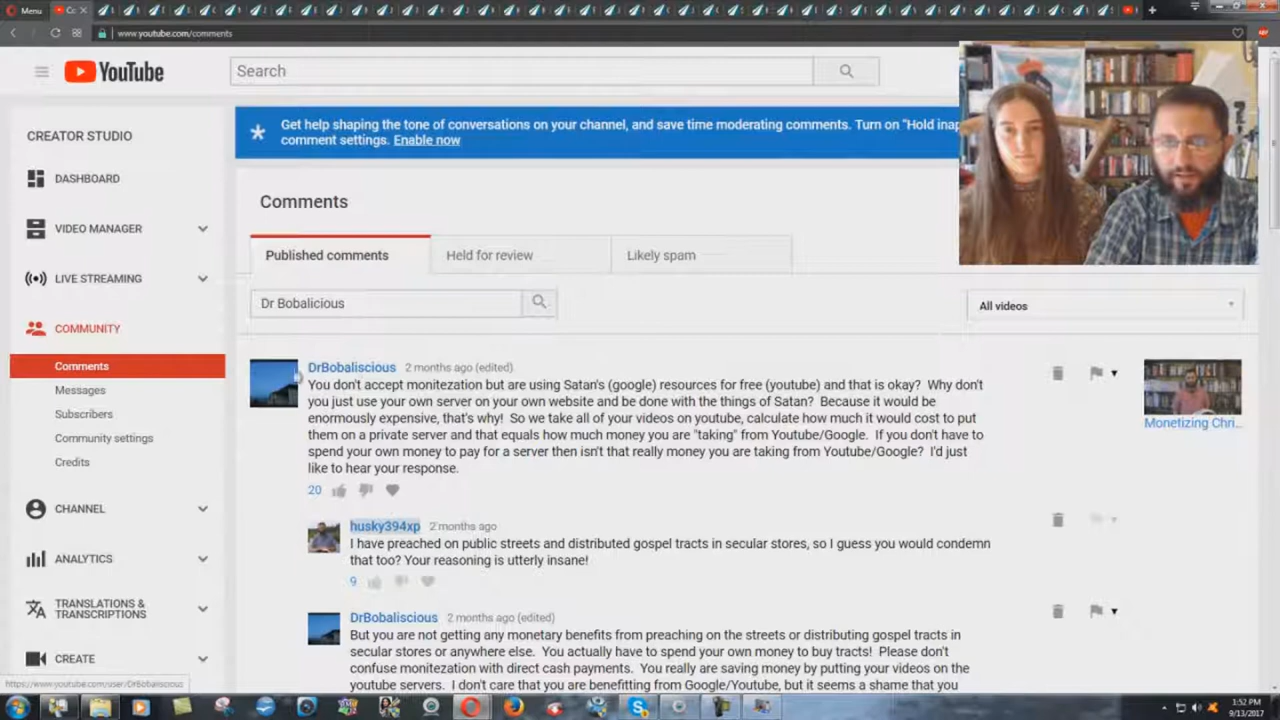 Menu
www.youtube.com/comments
YouTube
Search
CREATOR STUDIO
DASHBOARD
VIDEO MANAGER
LIVE STREAMING
COMMUNITY
Comments
Messages
Subscribers
Community settings
Credits
CHANNEL
ANALYTICS
TRANSLATIONS &
TRANSCRIPTIONS
CREATE
https://www.youtube.com/user/DrBobaliscious
Get help shaping the tone of conversations on your channel, and save time moderating comments. Turn on "Hold
comment settings. Enable now
Comments
Published comments
Held for review
Likely spam
Dr Bobalicious
All videos
DrBobaliscious 2 months ago (edited)
You don't accept monitezation but are using Satan's (google) resources for free (youtube) and that is okay? Why don't
you just use your own server on your own website and be done with the things of Satan? Because it would be
enormously expensive, that's why! So we take all of your videos on youtube, calculate how much it would cost to put
them on a private server and that equals how much money you are "taking" from Youtube/Google. If you don't have to
spend your own money to pay for a server then isn't that really money you are taking from Youtube/Google? I'd just
like to hear your response.
20
Monetizing Chri...
husky394xp 2 months ago
I have preached on public streets and distributed gospel tracts in secular stores, so I guess you would condemn
that too? Your reasoning is utterly insane!
9
DrBobaliscious 2 months ago (edited)
But you are not getting any monetary benefits from preaching on the streets or distributing gospel tracts in
secular stores or anywhere else. You actually have to spend your own money to buy tracts! Please don't
confuse monitezation with direct cash payments. You really are saving money by putting your videos on the
youtube servers. I don't care that you are benefitting from Google/Youtube, but it seems a shame that you
1:52 PM
9/13/2017